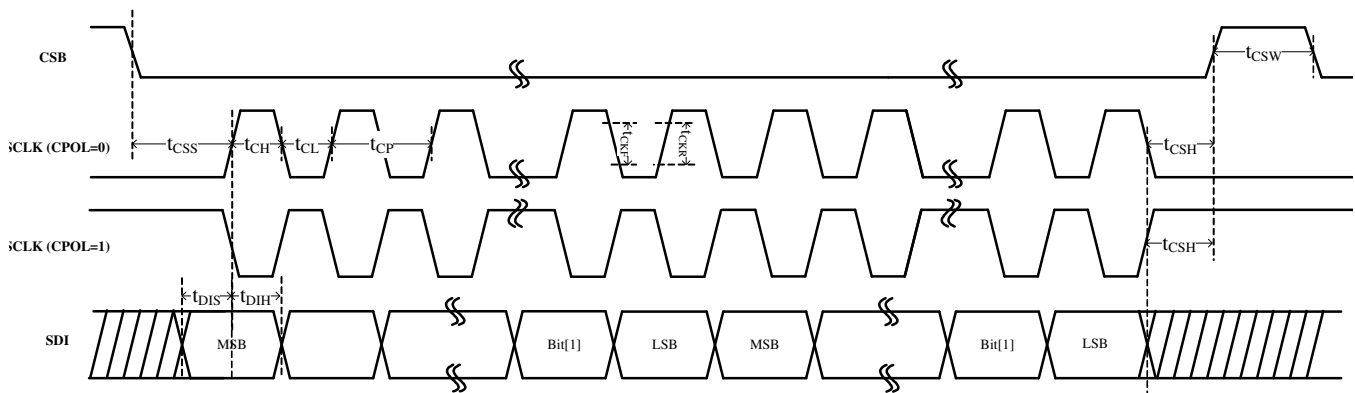 CSB
tCSW
SCLK (CPOL=0)
tCSS
tCH
tCL
tCP
tCKF
tCKR
tCSH
SCLK (CPOL=1)
tCSH
tDIS
tDIH
SDI
MSB
Bit[1]
LSB
MSB
Bit[1]
LSB